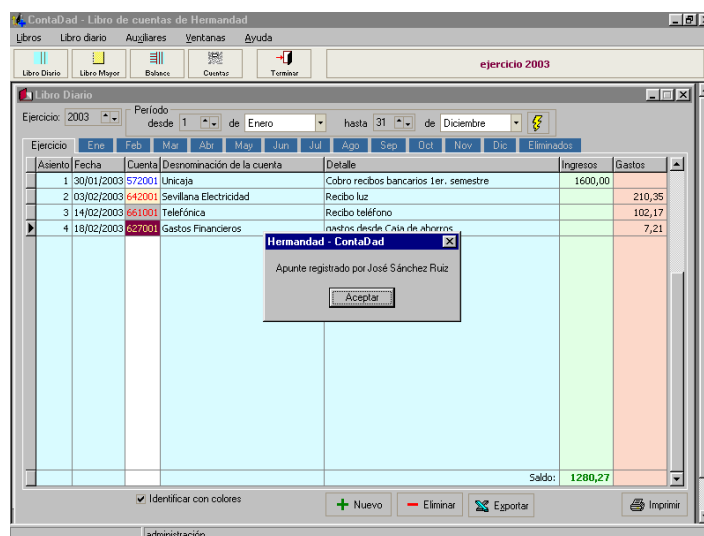 ContaDad - Libro de cuentas de Hermandad
Libros Libro diario Auxiliares Ventanas Ayuda
Libro Diario Libro Mayor Balance Cuentas Terminar ejercicio 2003
Libro Diario
Ejercicio: 2003 Período desde 1 de Enero hasta 31 de Diciembre
Ejercicio Ene Feb Mar Abr May Jun Jul Ago Sep Oct Nov Dic Eliminados
Asiento Fecha Cuenta Desnominación de la cuenta Detalle Ingresos Gastos
1 30/01/2003 572001 Unicaja Cobro recibos bancarios 1er. semestre 1600,00
2 03/02/2003 642001 Sevillana Electricidad Recibo luz 210,35
3 14/02/2003 661001 Telefónica Recibo teléfono 102,17
4 18/02/2003 627001 Gastos Financieros gastos desde Caja de ahorros 7,21
Hermandad - ContaDad
Apunte registrado por José Sánchez Ruiz
Aceptar
Saldo: 1280,27
Identificar con colores Nuevo Eliminar Exportar Imprimir
administración